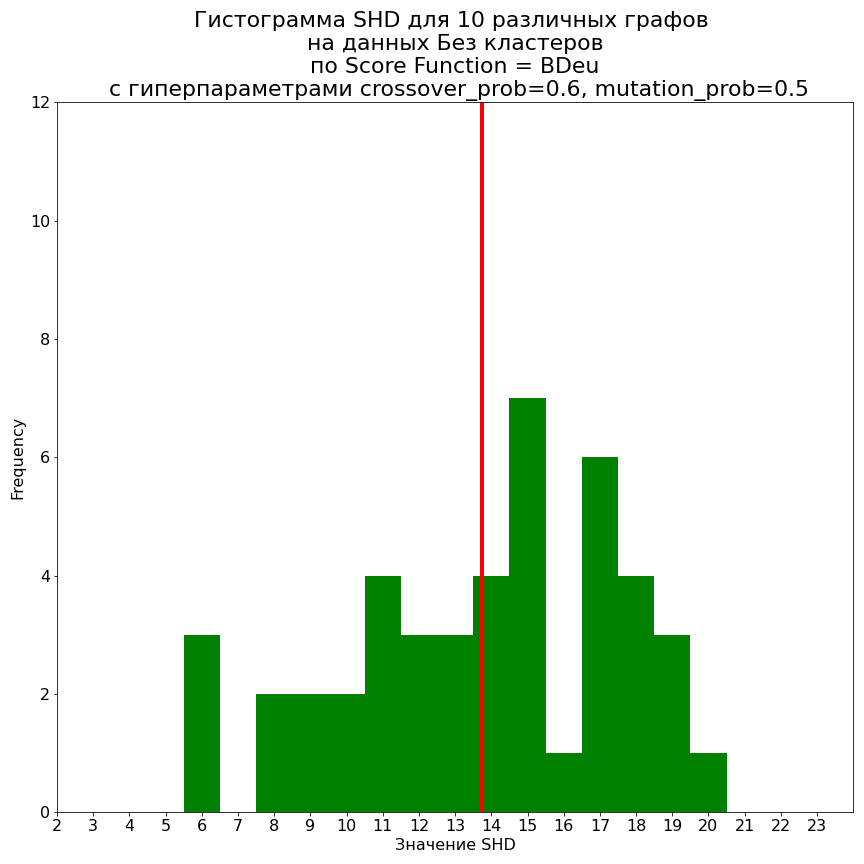 Гистограмма SHD для 10 различных графов
на данных Без кластеров
по Score Function = BDeu
с гиперпараметрами crossover_prob=0.6, mutation_prob=0.5
12
10
8
6
4
2
0
Frequency
2 3 4 5 6 7 8 9 10 11 12 13 14 15 16 17 18 19 20 21 22 23
Значение SHD